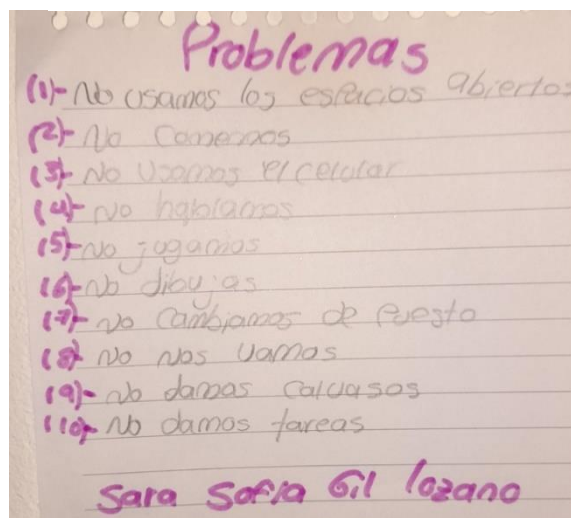 Problemas
(1)- No usamos los espacios abiertos
(2)- No comemos
(3)- No usamos el celular
(4)- No hablamos
(5)- No jugamos
(6)- No dibujas
(7)- No cambiamos de puesto
(8) No nos vamos
(9)- No damos calvasos
(10)- No damos tareas
Sara Sofia Gil lozano